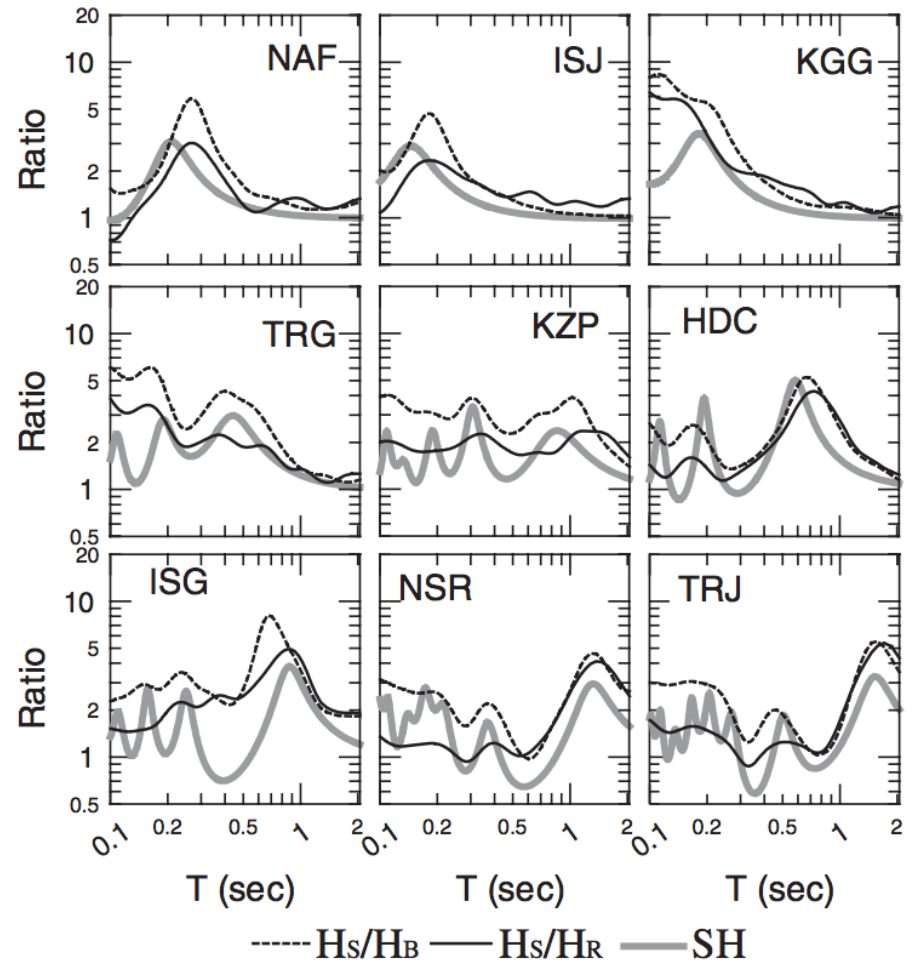 20
10
5
2
1
0.5
Ratio
NAF
ISJ
KGG
20
10
5
2
1
0.5
Ratio
TRG
KZP
HDC
20
10
5
2
1
0.5
Ratio
ISG
NSR
TRJ
0.1 0.2 0.5 1 2
0.1 0.2 0.5 1 2
0.1 0.2 0.5 1 2
T (sec) T (sec) T (sec)
HS/HB HS/HR SH